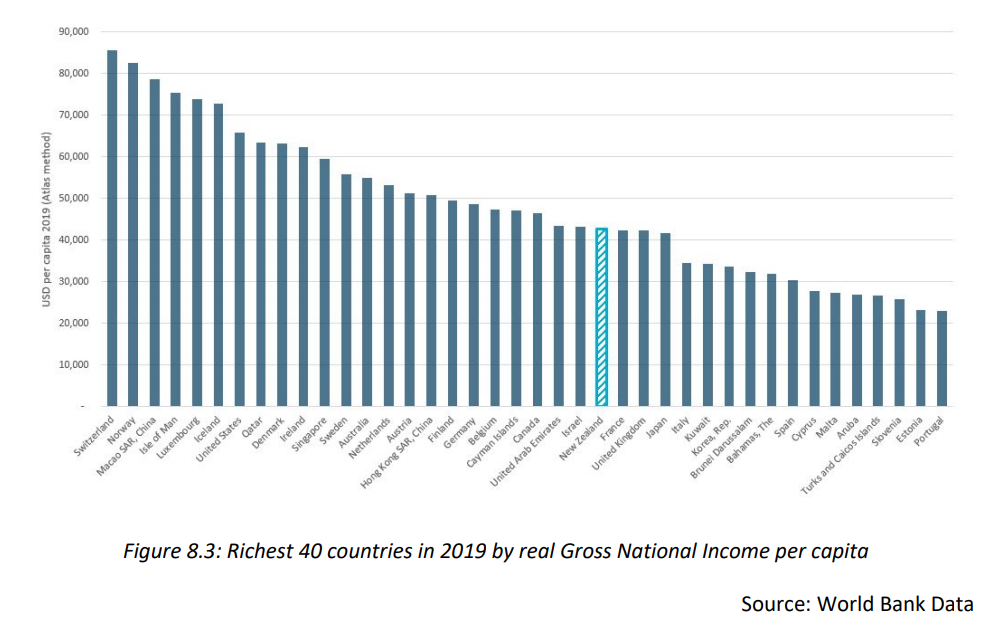 90,000
80,000
70,000
60,000
50,000
40,000
30,000
20,000
10,000
-
USD per capita 2019 (Atlas method)
Switzerland
Norway
Macao SAR, China
Isle of Man
Luxembourg
Iceland
United States
Qatar
Denmark
Ireland
Singapore
Sweden
Australia
Netherlands
Austria
Hong Kong SAR, China
Finland
Germany
Belgium
Cayman Islands
Canada
United Arab Emirates
Israel
New Zealand
France
United Kingdom
Japan
Italy
Kuwait
Korea, Rep.
Brunei Darussalam
Bahamas, The
Spain
Cyprus
Malta
Aruba
Turks and Caicos Islands
Slovenia
Estonia
Portugal
Figure 8.3: Richest 40 countries in 2019 by real Gross National Income per capita
Source: World Bank Data